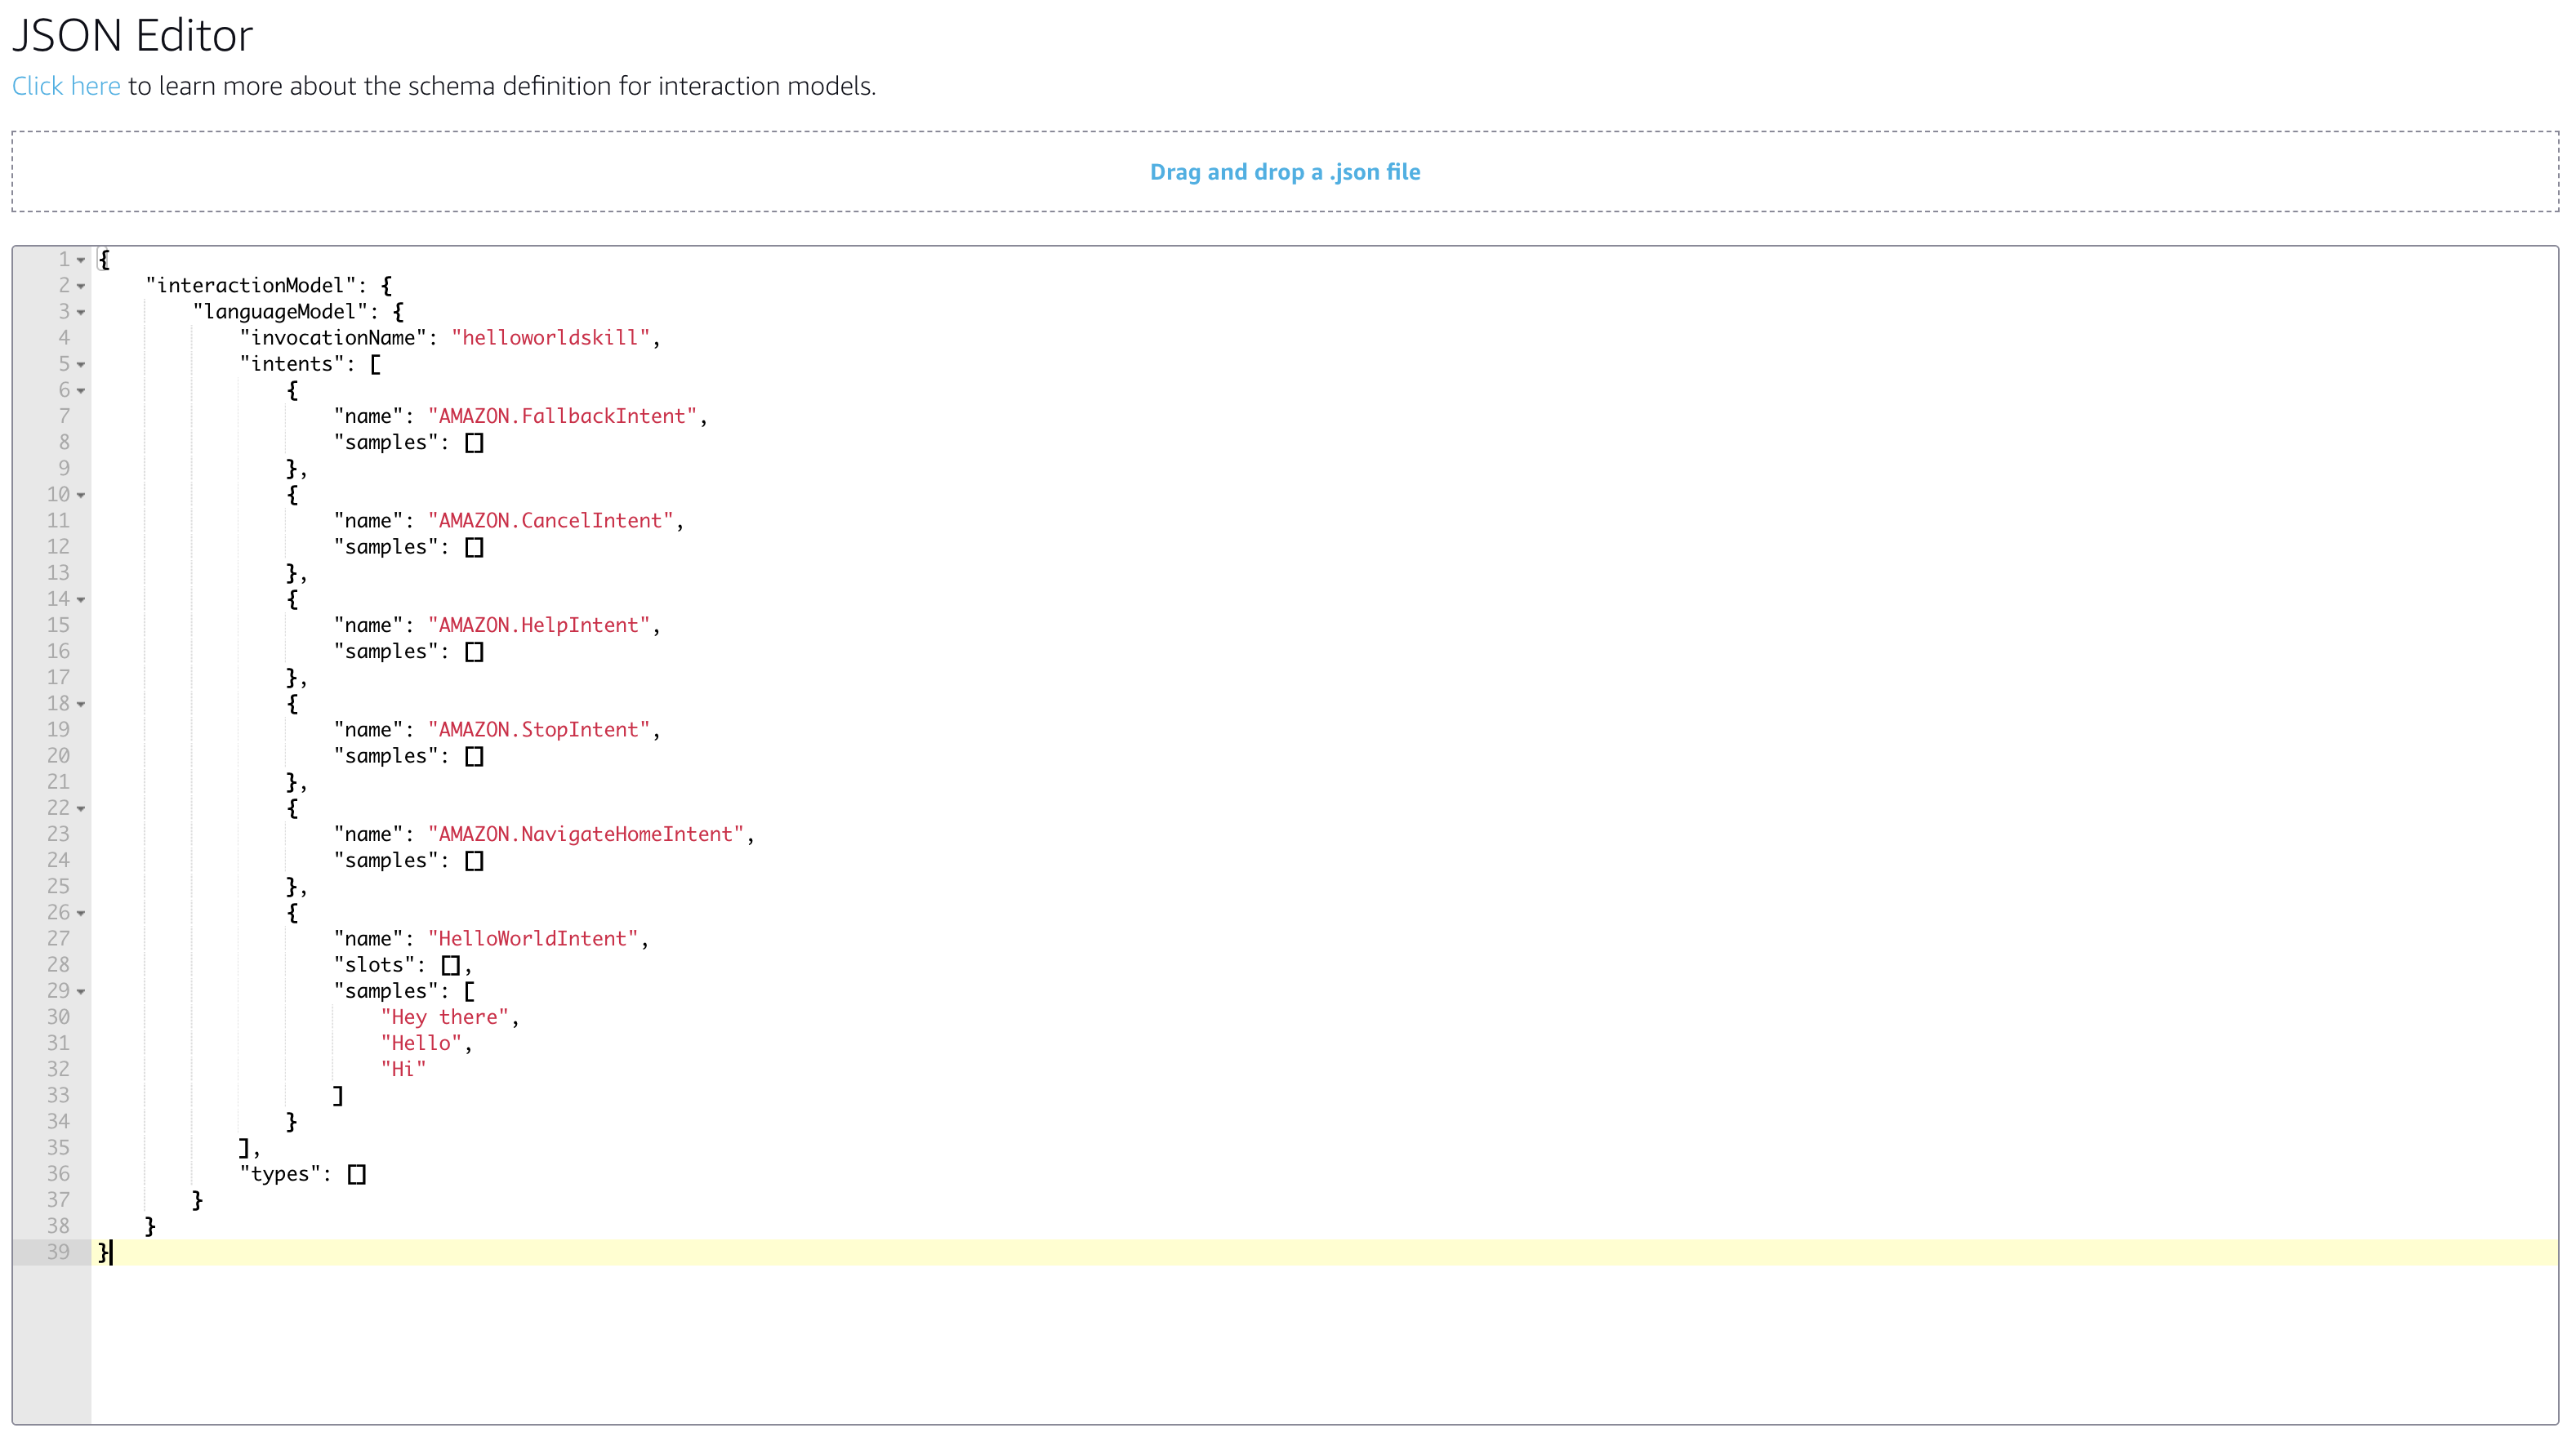 JSON Editor
Click here to learn more about the schema definition for interaction models.
Drag and drop a .json file
1 {
2     "interactionModel": {
3         "languageModel": {
4             "invocationName": "helloworldskill",
5             "intents": [
6                 {
7                     "name": "AMAZON.FallbackIntent",
8                     "samples": []
9                 },
10                 {
11                     "name": "AMAZON.CancelIntent",
12                     "samples": []
13                 },
14                 {
15                     "name": "AMAZON.HelpIntent",
16                     "samples": []
17                 },
18                 {
19                     "name": "AMAZON.StopIntent",
20                     "samples": []
21                 },
22                 {
23                     "name": "AMAZON.NavigateHomeIntent",
24                     "samples": []
25                 },
26                 {
27                     "name": "HelloWorldIntent",
28                     "slots": [],
29                     "samples": [
30                         "Hey there",
31                         "Hello",
32                         "Hi"
33                     ]
34                 }
35             ],
36             "types": []
37         }
38     }
39 }